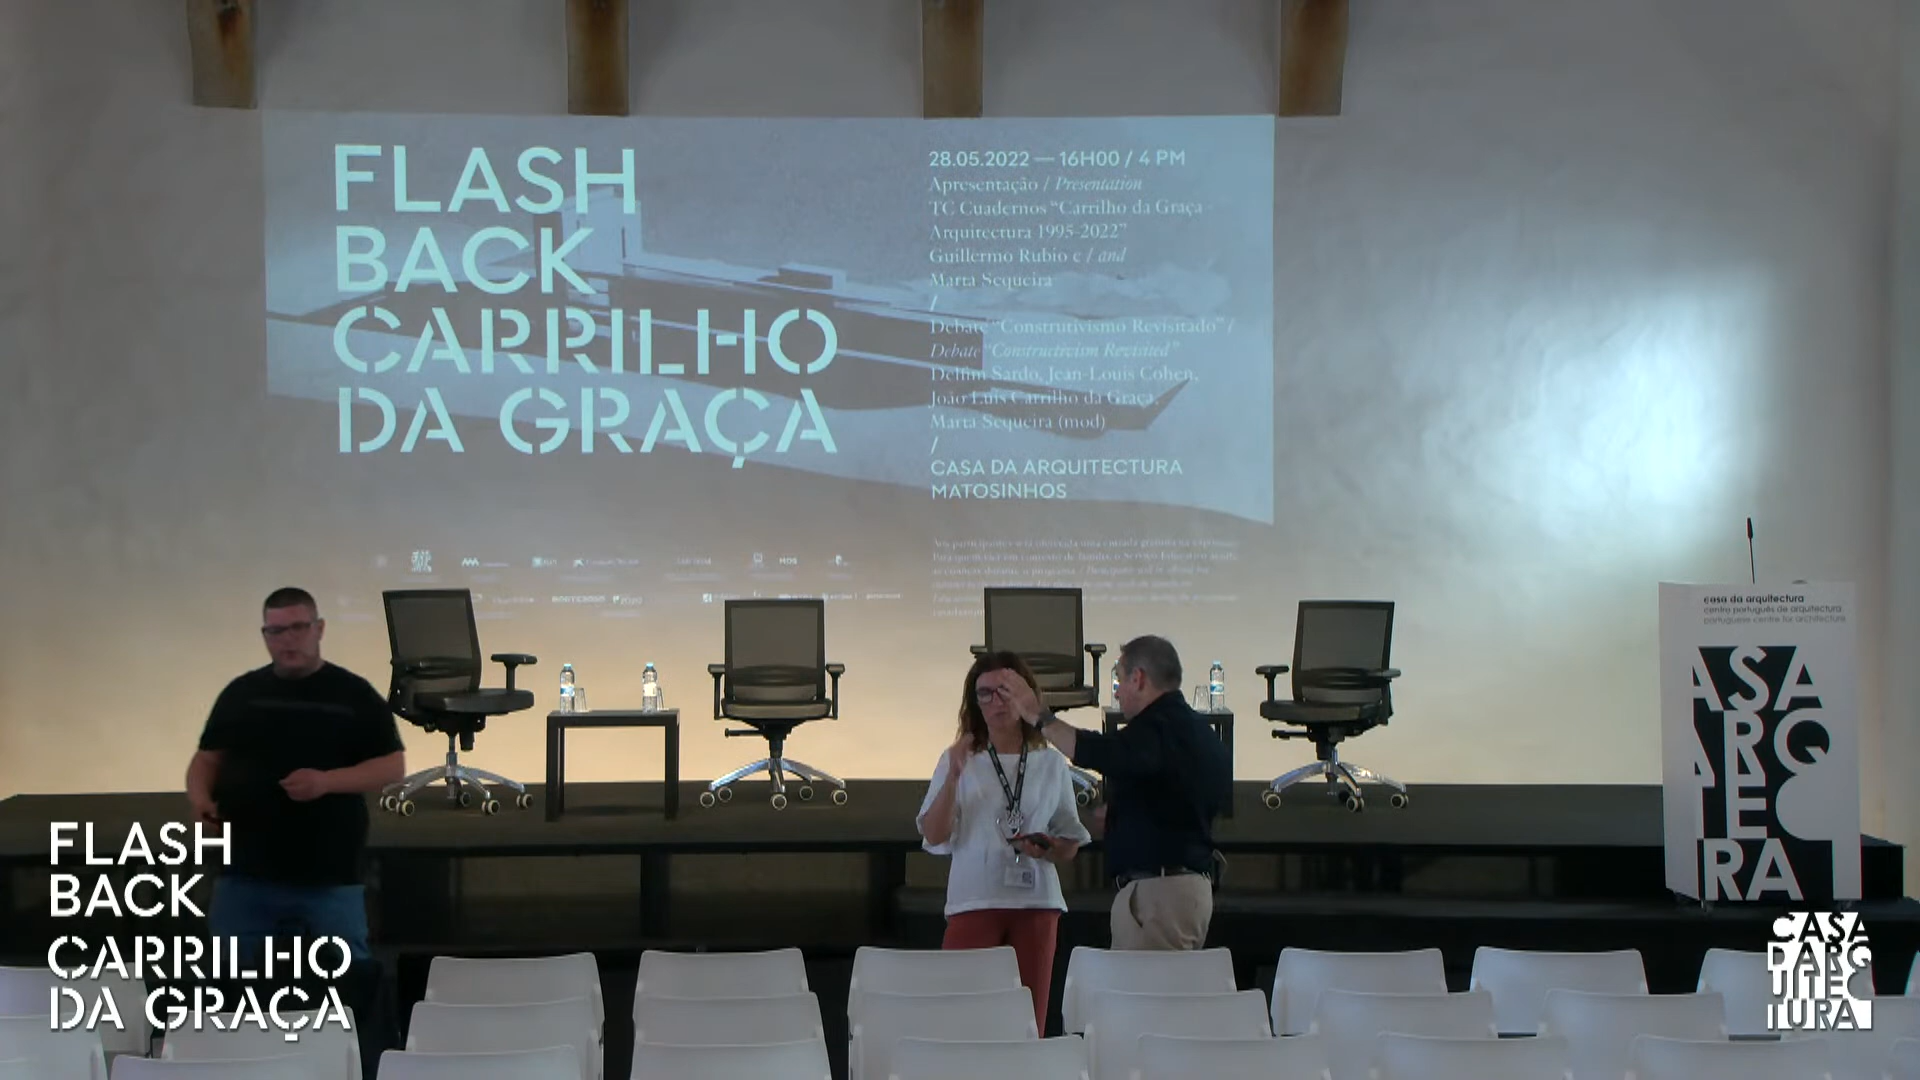 FLASH
BACK
CARRILHO
DA GRAÇA
28.05.2022 — 16H00 / 4 PM
Apresentação / Presentation
TC Cuadernos “Carrilho da Graça
Arquitectura 1995-2022”
Guillermo Rubio e / and
Marta Sequeira
/
Debate “Construtivismo Revisitado” /
Debate “Constructivism Revisited”
Delfim Sardo, Jean-Louis Cohen,
João Luís Carrilho da Graça,
Marta Sequeira (mod)
/
CASA DA ARQUITECTURA
MATOSINHOS
casa da arquitectura
centro português de arquitectura
portuguese centre for architecture
ASA
ARQ
TE
RA
FLASH
BACK
CARRILHO
DA GRAÇA
CASA
DARQ
UITEC
TURA